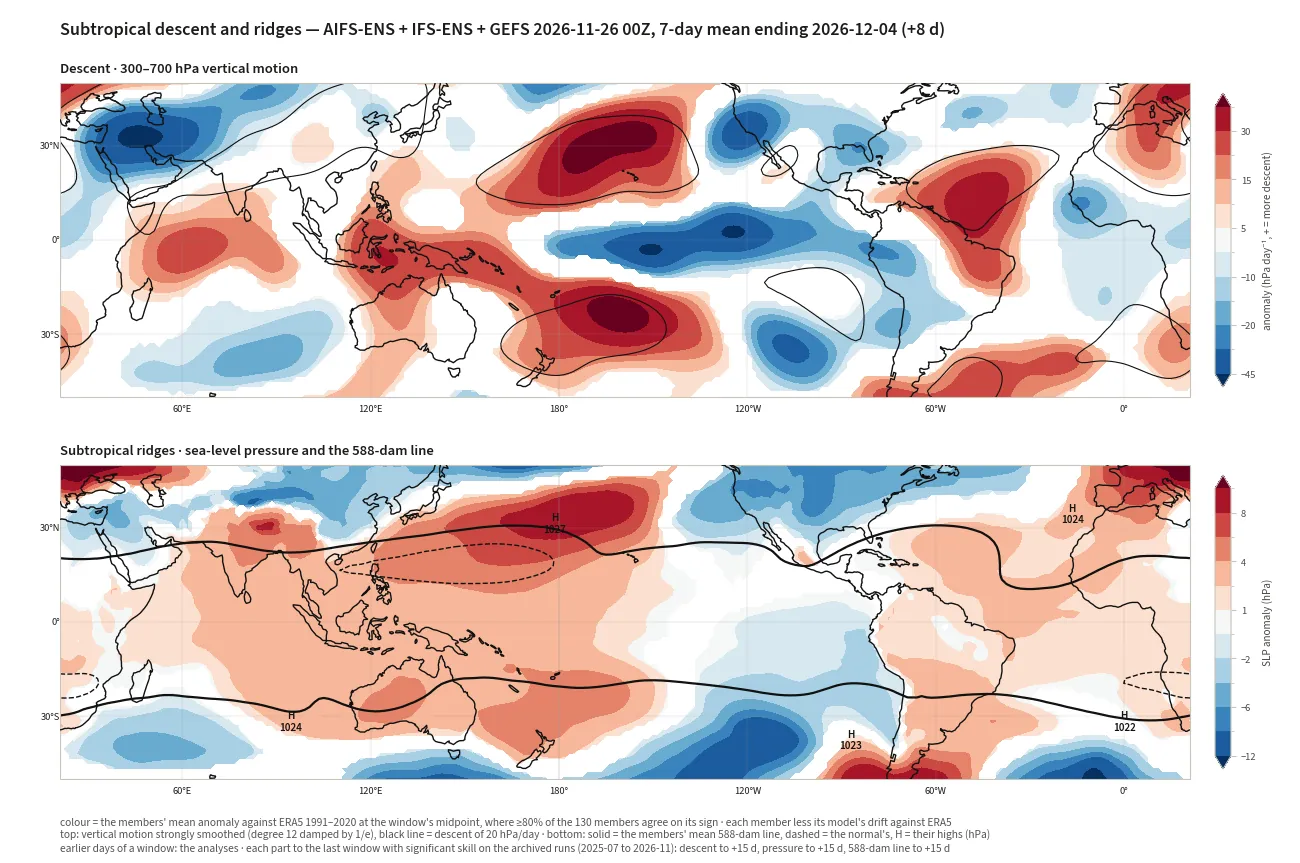 Subtropical descent and ridges — AIFS-ENS + IFS-ENS + GEFS 2026-11-26 00Z, 7-day mean ending 2026-12-04 (+8 d)
Descent · 300–700 hPa vertical motion
30°N
0°
30°S
60°E
120°E
180°
120°W
60°W
0°
30
15
5
−10
−20
−45
anomaly (hPa day⁻¹, + = more descent)
Subtropical ridges · sea-level pressure and the 588-dam line
30°N
0°
30°S
H
1027
H
1024
H
1024
H
1023
H
1022
60°E
120°E
180°
120°W
60°W
0°
8
4
1
−2
−6
−12
SLP anomaly (hPa)
colour = the members' mean anomaly against ERA5 1991–2020 at the window's midpoint, where ≥80% of the 130 members agree on its sign · each member less its model's drift against ERA5
top: vertical motion strongly smoothed (degree 12 damped by 1/e), black line = descent of 20 hPa/day · bottom: solid = the members' mean 588-dam line, dashed = the normal's, H = their highs (hPa)
earlier days of a window: the analyses · each part to the last window with significant skill on the archived runs (2025-07 to 2026-11): descent to +15 d, pressure to +15 d, 588-dam line to +15 d